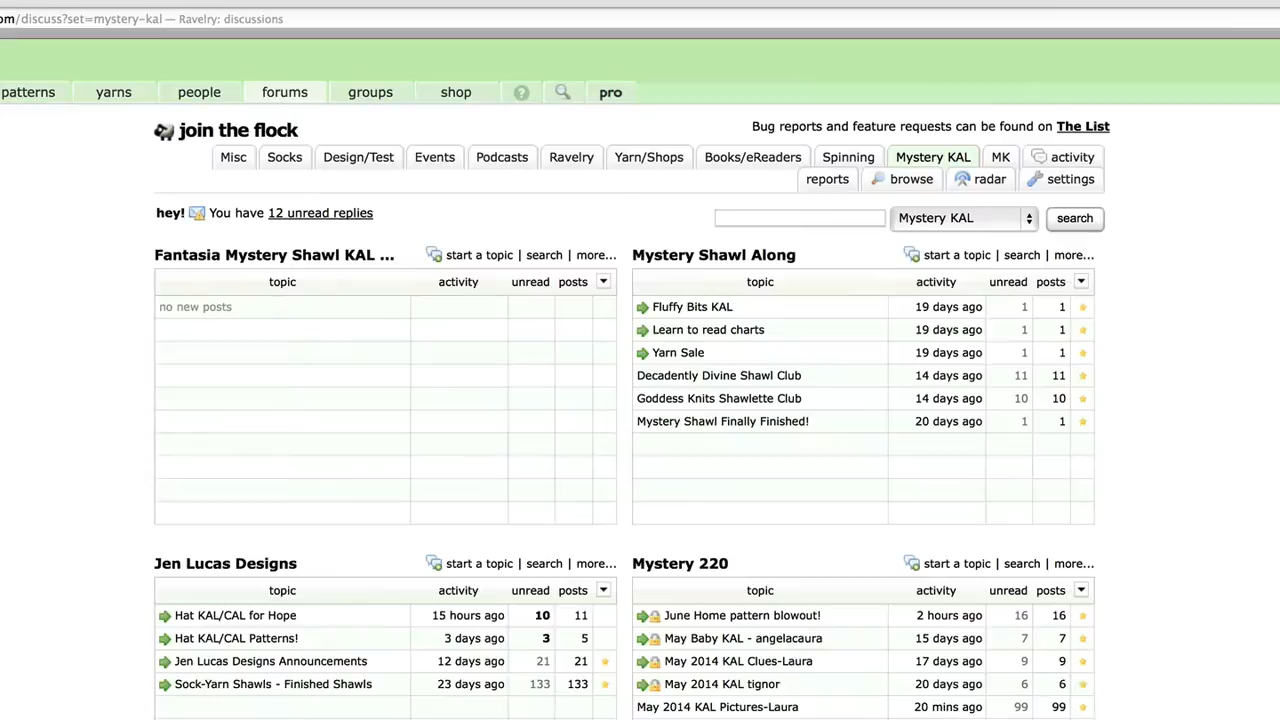 om/discuss?set=mystery-kal — Ravelry: discussions
patterns yarns people forums groups shop ? pro
join the flock
Bug reports and feature requests can be found on The List
Misc Socks Design/Test Events Podcasts Ravelry Yarn/Shops Books/eReaders Spinning Mystery KAL MK activity
reports browse radar settings
hey! You have 12 unread replies
Mystery KAL search
Fantasia Mystery Shawl KAL ... start a topic | search | more...
topic activity unread posts
no new posts
Mystery Shawl Along start a topic | search | more...
topic activity unread posts
Fluffy Bits KAL 19 days ago 1 1
Learn to read charts 19 days ago 1 1
Yarn Sale 19 days ago 1 1
Decadently Divine Shawl Club 14 days ago 11 11
Goddess Knits Shawlette Club 14 days ago 10 10
Mystery Shawl Finally Finished! 20 days ago 1 1
Jen Lucas Designs start a topic | search | more...
topic activity unread posts
Hat KAL/CAL for Hope 15 hours ago 10 11
Hat KAL/CAL Patterns! 3 days ago 3 5
Jen Lucas Designs Announcements 12 days ago 21 21
Sock-Yarn Shawls - Finished Shawls 23 days ago 133 133
Mystery 220 start a topic | search | more...
topic activity unread posts
June Home pattern blowout! 2 hours ago 16 16
May Baby KAL - angelacaura 15 days ago 7 7
May 2014 KAL Clues-Laura 17 days ago 9 9
May 2014 KAL tignor 20 days ago 6 6
May 2014 KAL Pictures-Laura 20 mins ago 99 99